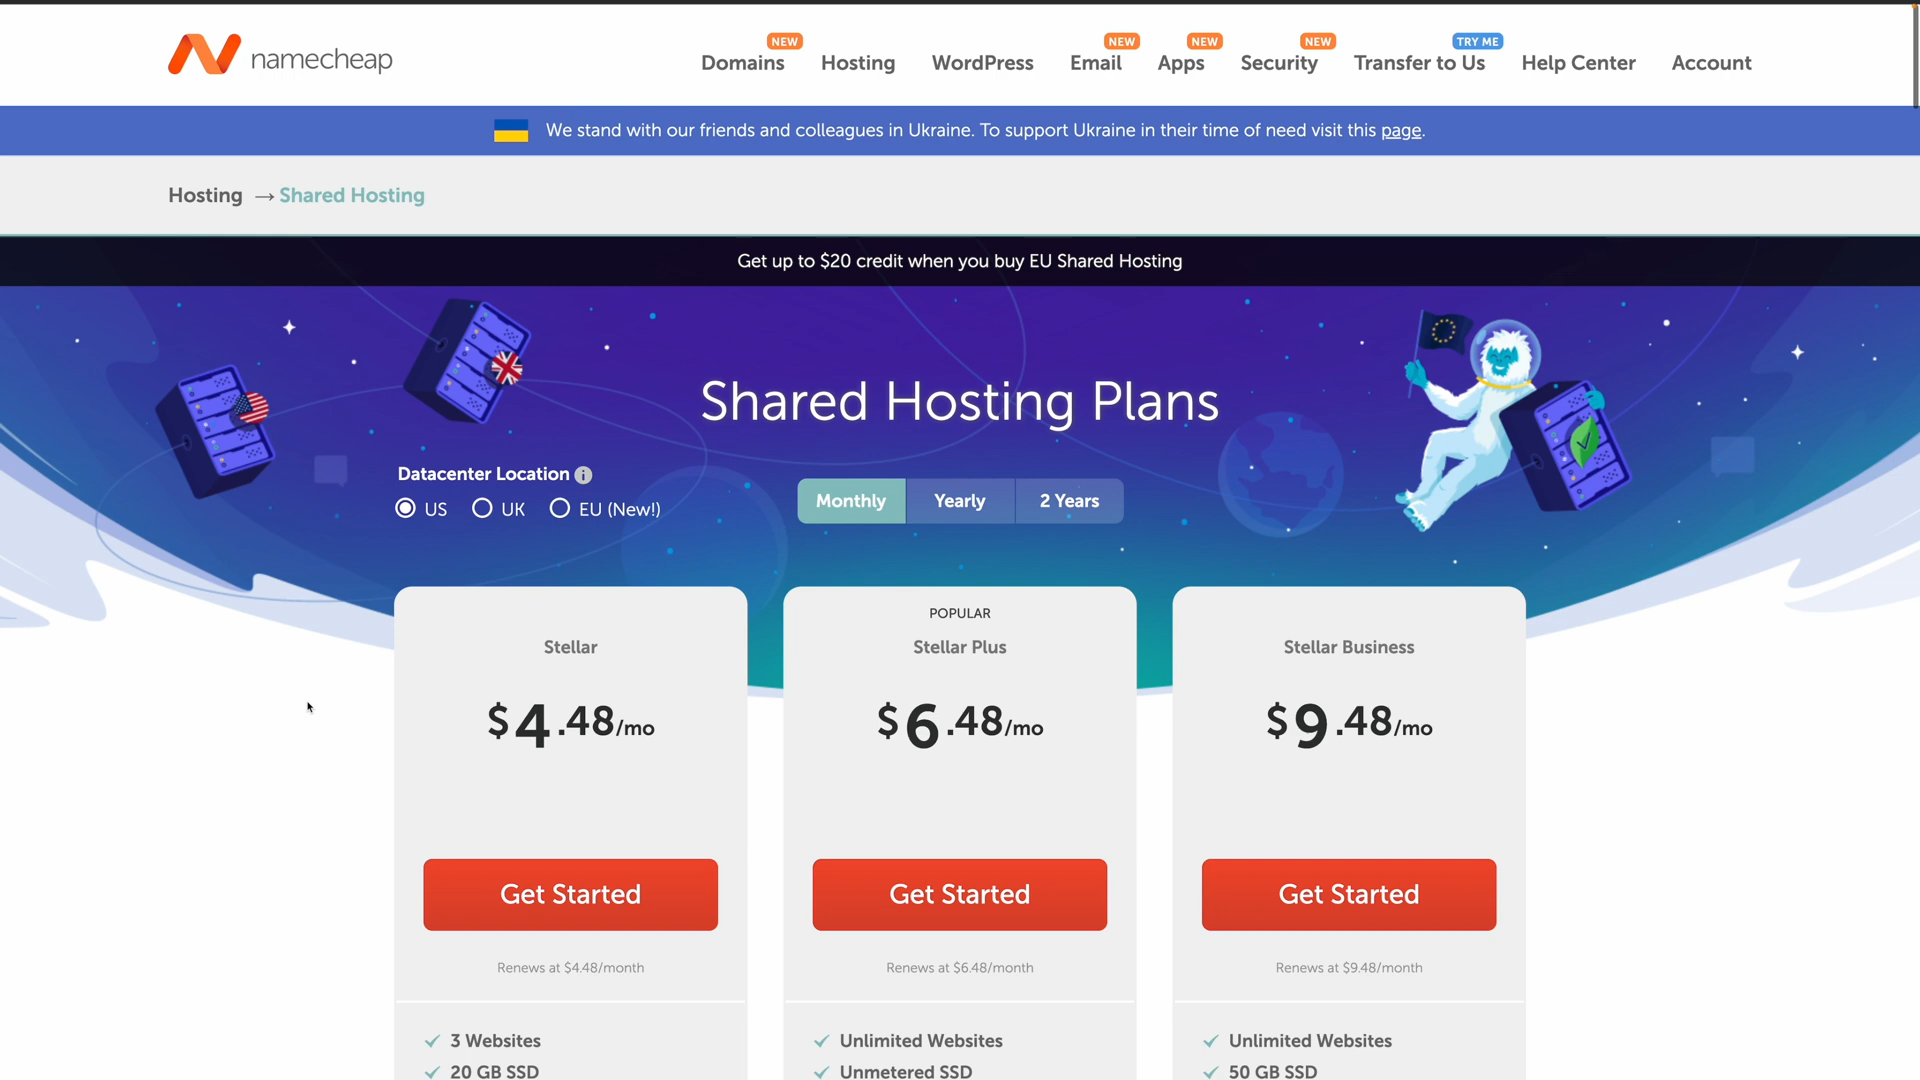 namecheap
NEW NEW NEW NEW TRY ME
Domains Hosting WordPress Email Apps Security Transfer to Us Help Center Account
We stand with our friends and colleagues in Ukraine. To support Ukraine in their time of need visit this page.
Hosting → Shared Hosting
Get up to $20 credit when you buy EU Shared Hosting
Shared Hosting Plans
Datacenter Location i
US UK EU (New!)
Monthly Yearly 2 Years
POPULAR
Stellar Stellar Plus Stellar Business
$4.48/mo $6.48/mo $9.48/mo
Get Started Get Started Get Started
Renews at $4.48/month Renews at $6.48/month Renews at $9.48/month
3 Websites Unlimited Websites Unlimited Websites
20 GB SSD Unmetered SSD 50 GB SSD